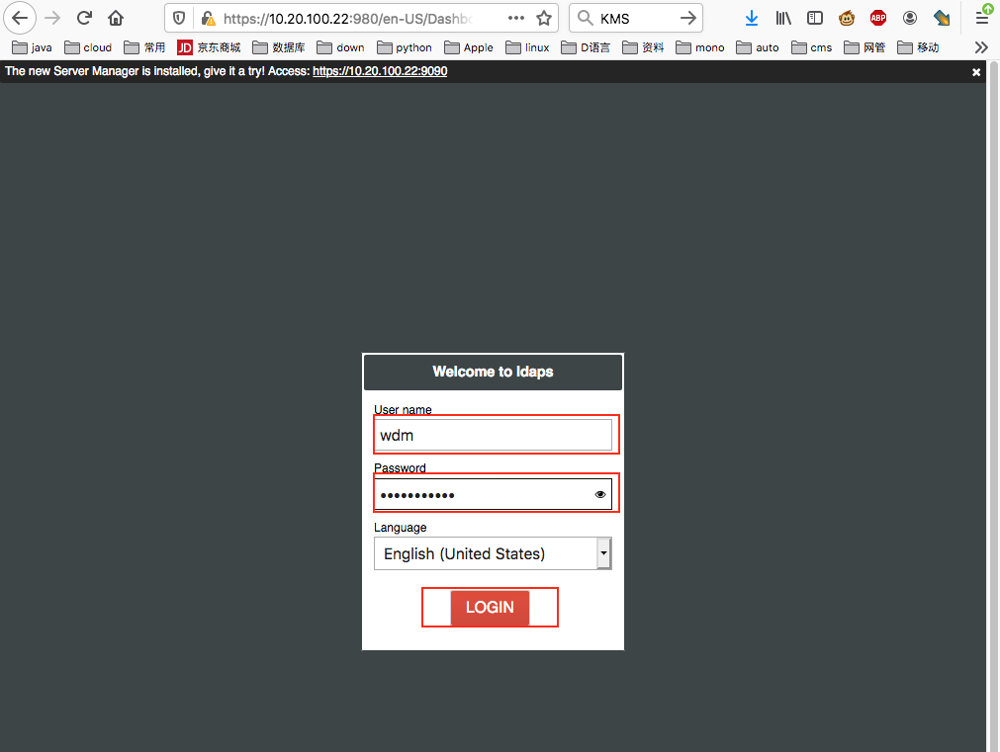 https://10.20.100.22:980/en-US/Dashbo
KMS
ABP
java cloud 常用 JD 京东商城 数据库 down python Apple linux D语言 资料 mono auto cms 网管 移动
The new Server Manager is installed, give it a try! Access: https://10.20.100.22:9090
Welcome to ldaps
User name
wdm
Password
Language
English (United States)
LOGIN